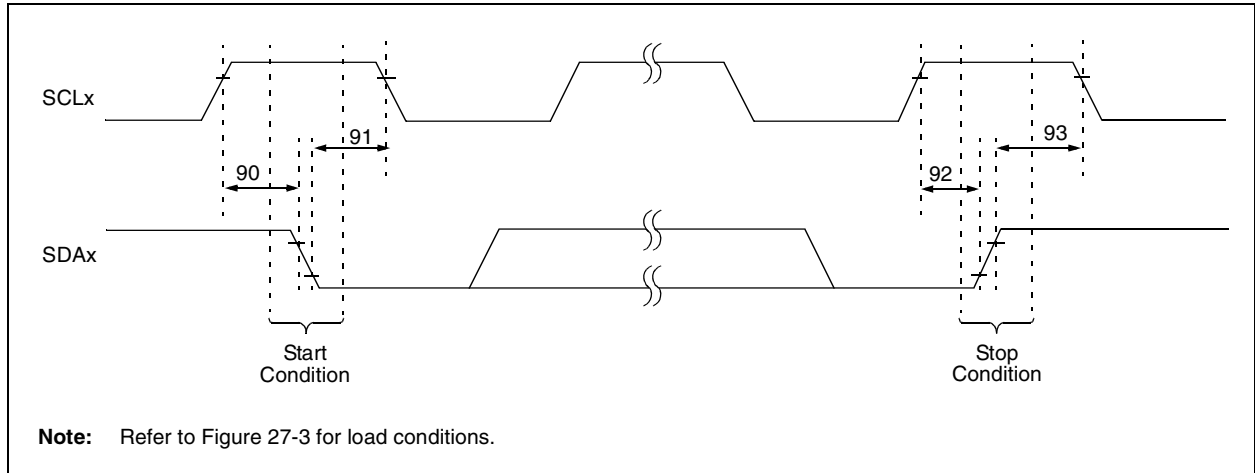 SCLx
91
93
90
92
SDAx
Start
Condition
Stop
Condition
Note: Refer to Figure 27-3 for load conditions.